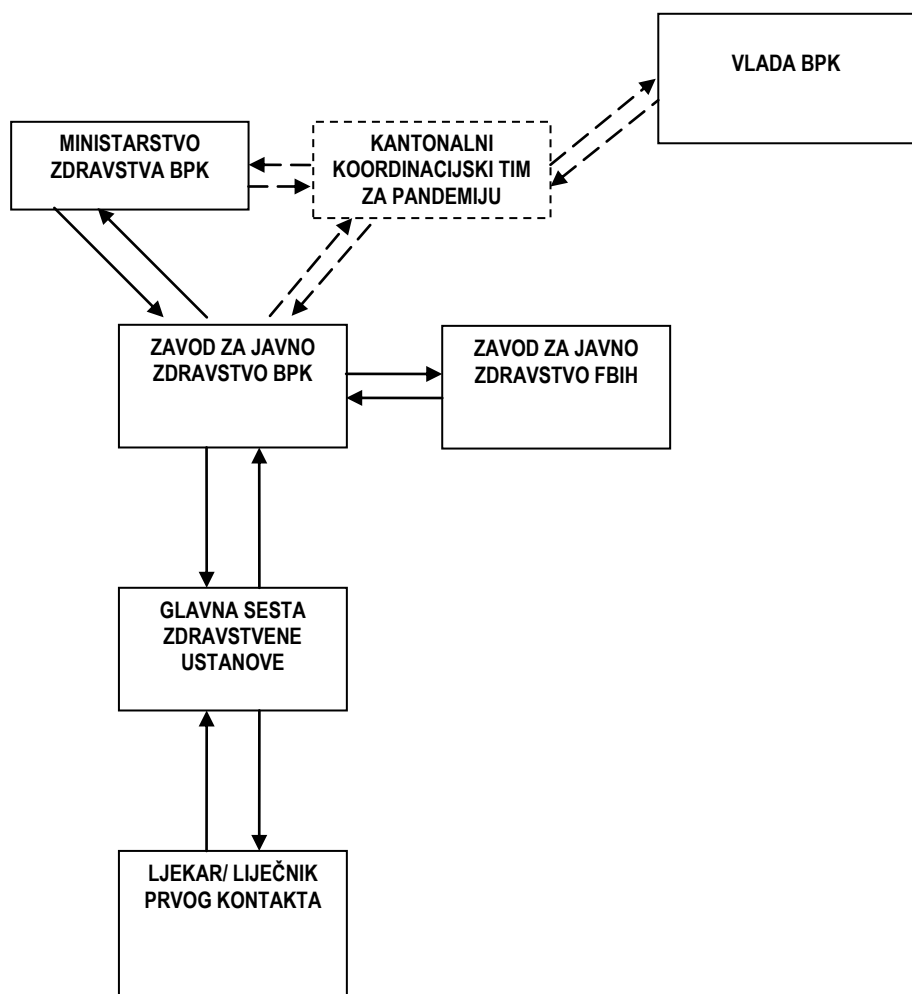 VLADA BPK
MINISTARSTVO
ZDRAVSTVA BPK
KANTONALNI
KOORDINACIJSKI TIM
ZA PANDEMIJU
ZAVOD ZA JAVNO
ZDRAVSTVO BPK
ZAVOD ZA JAVNO
ZDRAVSTVO FBIH
GLAVNA SESTA
ZDRAVSTVENE
USTANOVE
LJEKAR/ LIJEČNIK
PRVOG KONTAKTA